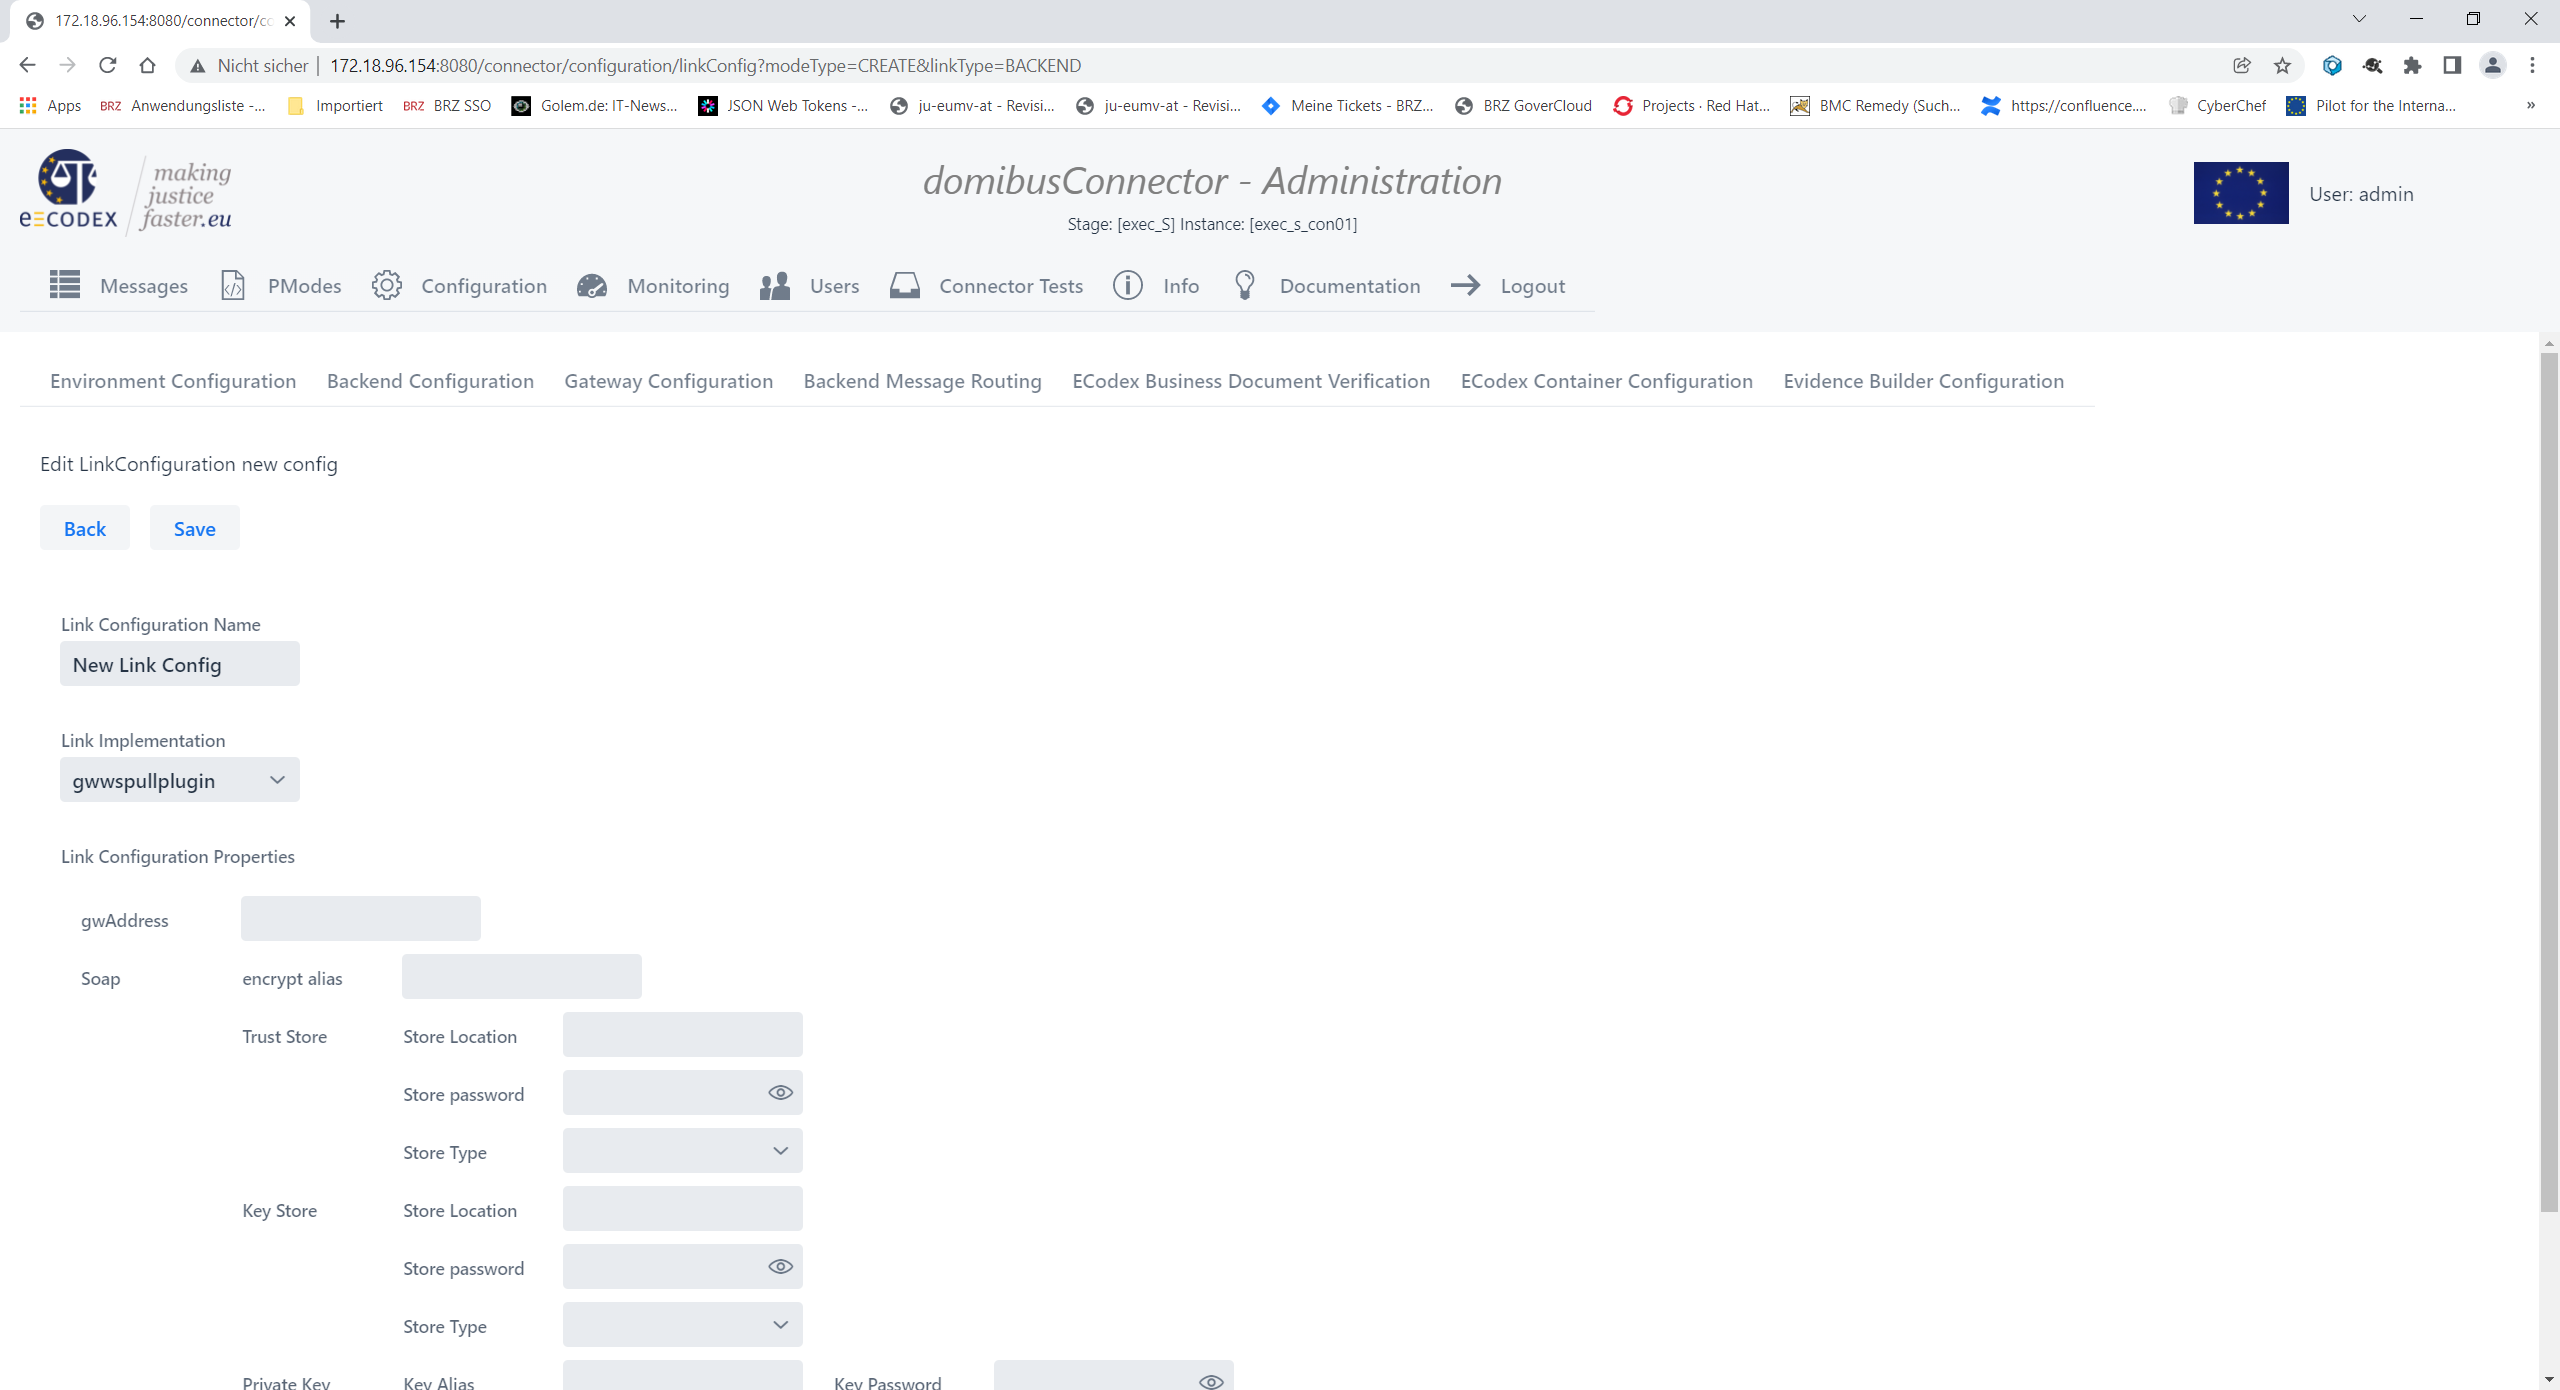 172.18.96.154:8080/connector/co
Nicht sicher | 172.18.96.154:8080/connector/configuration/linkConfig?modeType=CREATE&linkType=BACKEND
Apps BRZ Anwendungsliste -... Importiert BRZ BRZ SSO Golem.de: IT-News... JSON Web Tokens -... ju-eumv-at - Revisi... ju-eumv-at - Revisi... Meine Tickets - BRZ... BRZ GoverCloud Projects · Red Hat... BMC Remedy (Such... https://confluence.... CyberChef Pilot for the Interna... »
making
justice
faster.eu
eCODEX
domibusConnector - Administration
Stage: [exec_S] Instance: [exec_s_con01]
User: admin
Messages PModes Configuration Monitoring Users Connector Tests Info Documentation Logout
Environment Configuration Backend Configuration Gateway Configuration Backend Message Routing ECodex Business Document Verification ECodex Container Configuration Evidence Builder Configuration
Edit LinkConfiguration new config
Back Save
Link Configuration Name
New Link Config
Link Implementation
gwwspullplugin
Link Configuration Properties
gwAddress
Soap encrypt alias
Trust Store Store Location
Store password
Store Type
Key Store Store Location
Store password
Store Type
Private Key Key Alias Key Password